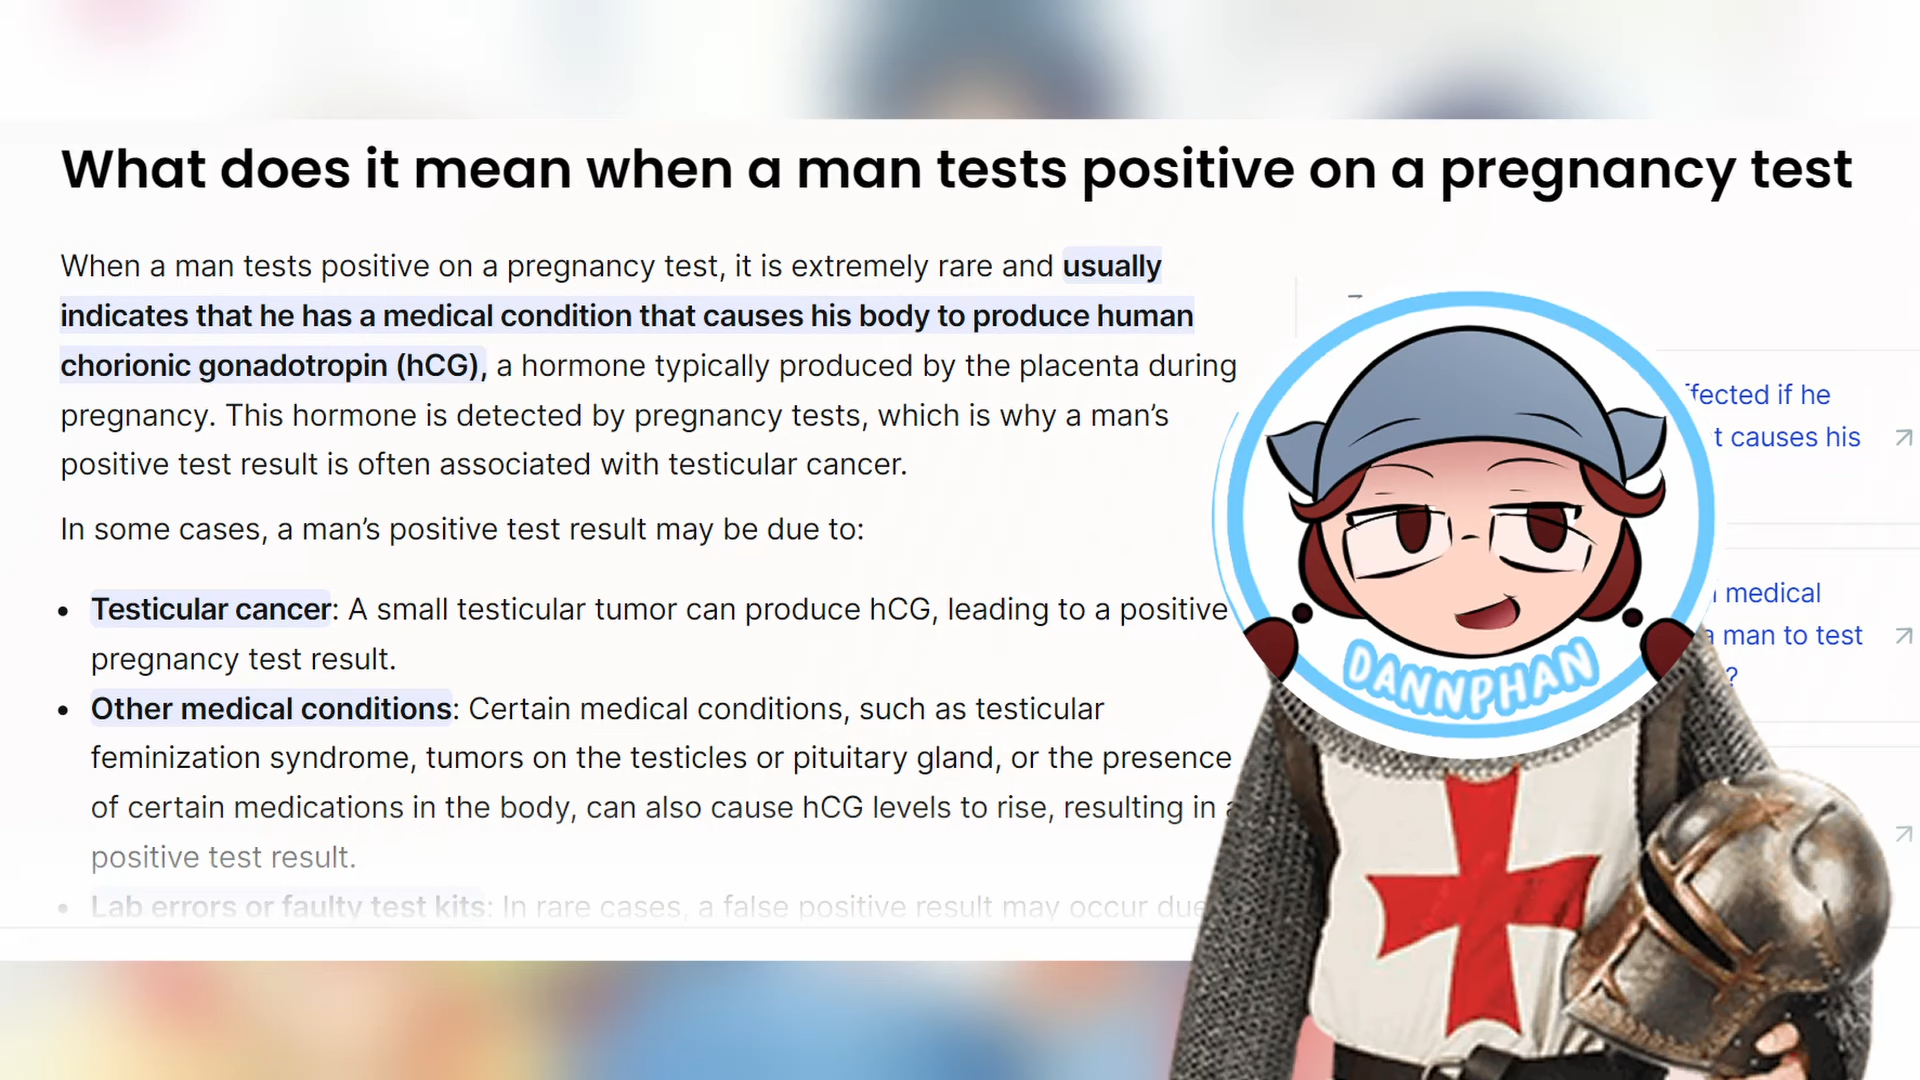 What does it mean when a man tests positive on a pregnancy test
When a man tests positive on a pregnancy test, it is extremely rare and usually
indicates that he has a medical condition that causes his body to produce human
chorionic gonadotropin (hCG), a hormone typically produced by the placenta during
pregnancy. This hormone is detected by pregnancy tests, which is why a man’s
positive test result is often associated with testicular cancer.
In some cases, a man’s positive test result may be due to:
• Testicular cancer: A small testicular tumor can produce hCG, leading to a positive
pregnancy test result.
• Other medical conditions: Certain medical conditions, such as testicular
feminization syndrome, tumors on the testicles or pituitary gland, or the presence
of certain medications in the body, can also cause hCG levels to rise, resulting in a
positive test result.
• Lab errors or faulty test kits: In rare cases, a false positive result may occur due
ffected if he
t causes his
medical
a man to test
?
DANNPHAN